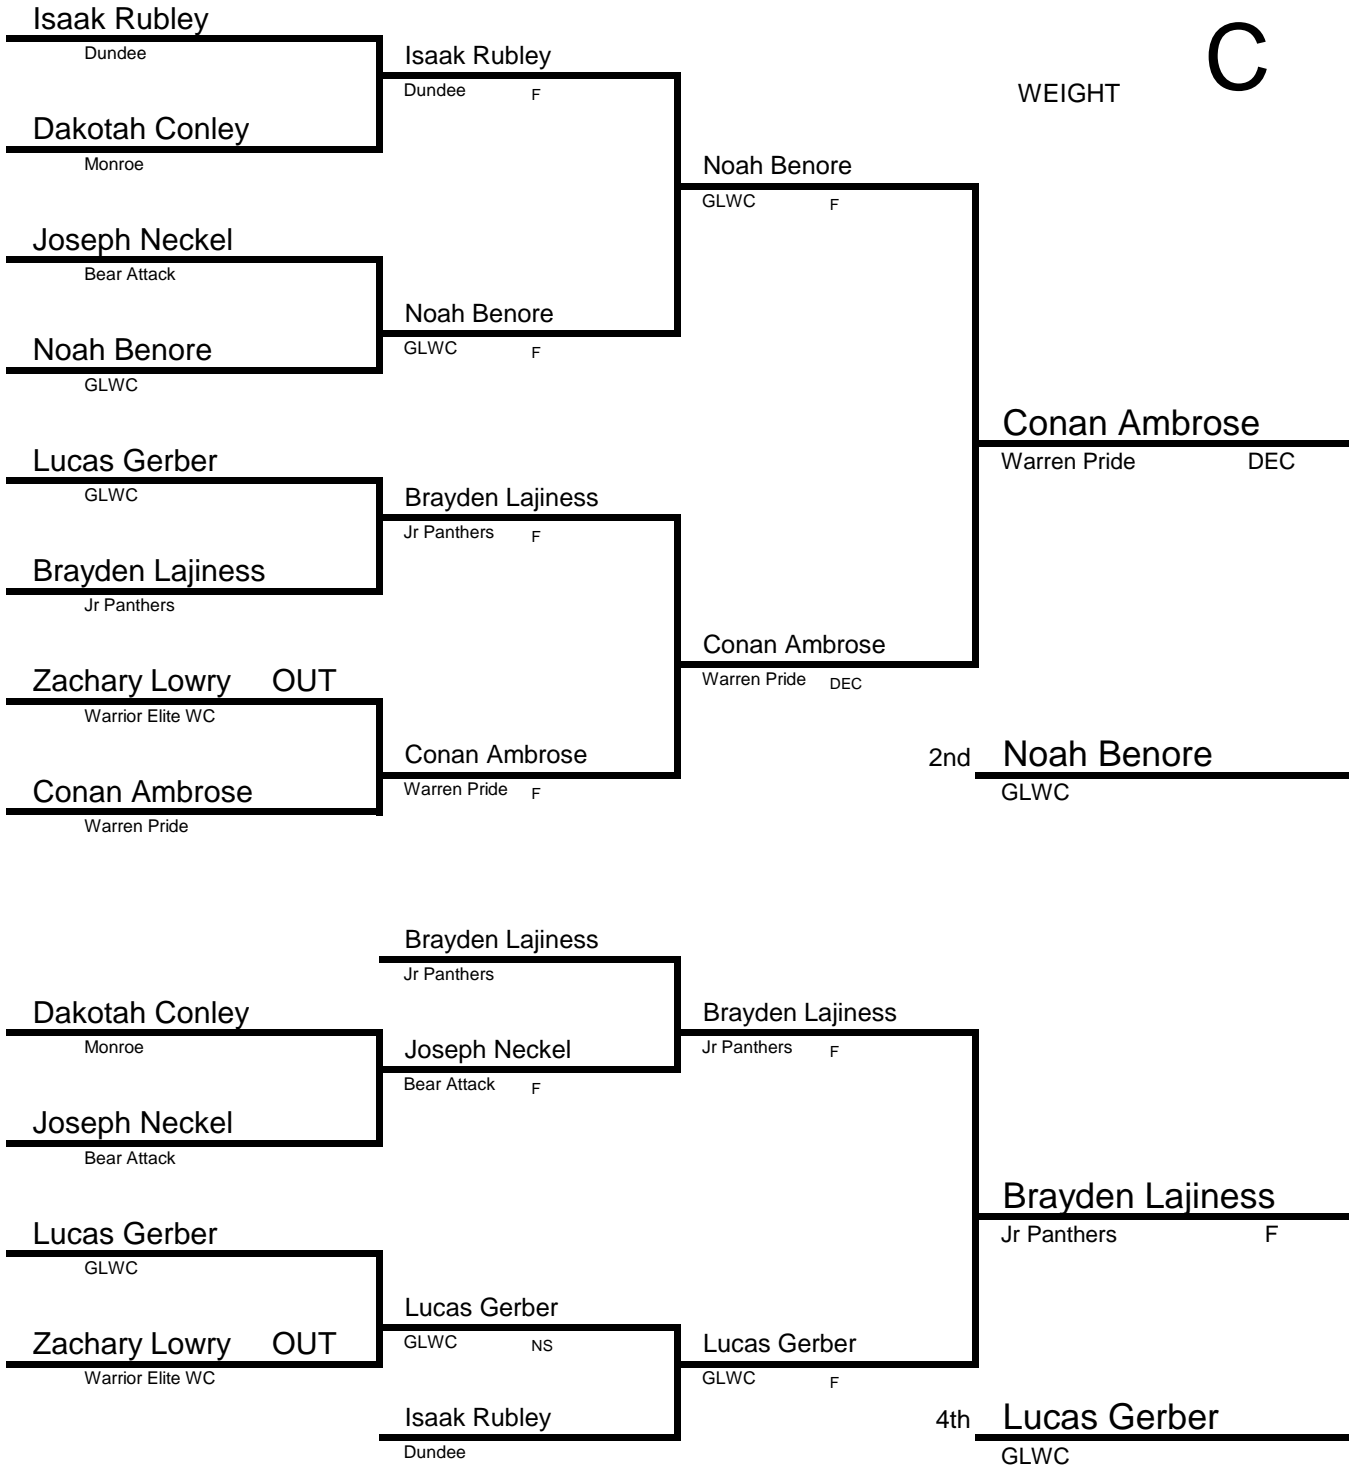 Isaak Rubley
Dundee
Isaak Rubley
Dundee F
C
WEIGHT
Dakotah Conley
Monroe
Noah Benore
GLWC F
Joseph Neckel
Bear Attack
Noah Benore
GLWC F
Noah Benore
GLWC
Conan Ambrose
Warren Pride DEC
Lucas Gerber
GLWC
Brayden Lajiness
Jr Panthers F
Brayden Lajiness
Jr Panthers
Conan Ambrose
Warren Pride DEC
Zachary Lowry OUT
Warrior Elite WC
Conan Ambrose
Warren Pride F
2nd Noah Benore
GLWC
Conan Ambrose
Warren Pride
Brayden Lajiness
Jr Panthers
Dakotah Conley
Monroe
Brayden Lajiness
Jr Panthers F
Joseph Neckel
Bear Attack F
Joseph Neckel
Bear Attack
Brayden Lajiness
Jr Panthers F
Lucas Gerber
GLWC
Lucas Gerber
GLWC NS
Zachary Lowry OUT
Warrior Elite WC
Lucas Gerber
GLWC F
Isaak Rubley
Dundee
4th Lucas Gerber
GLWC